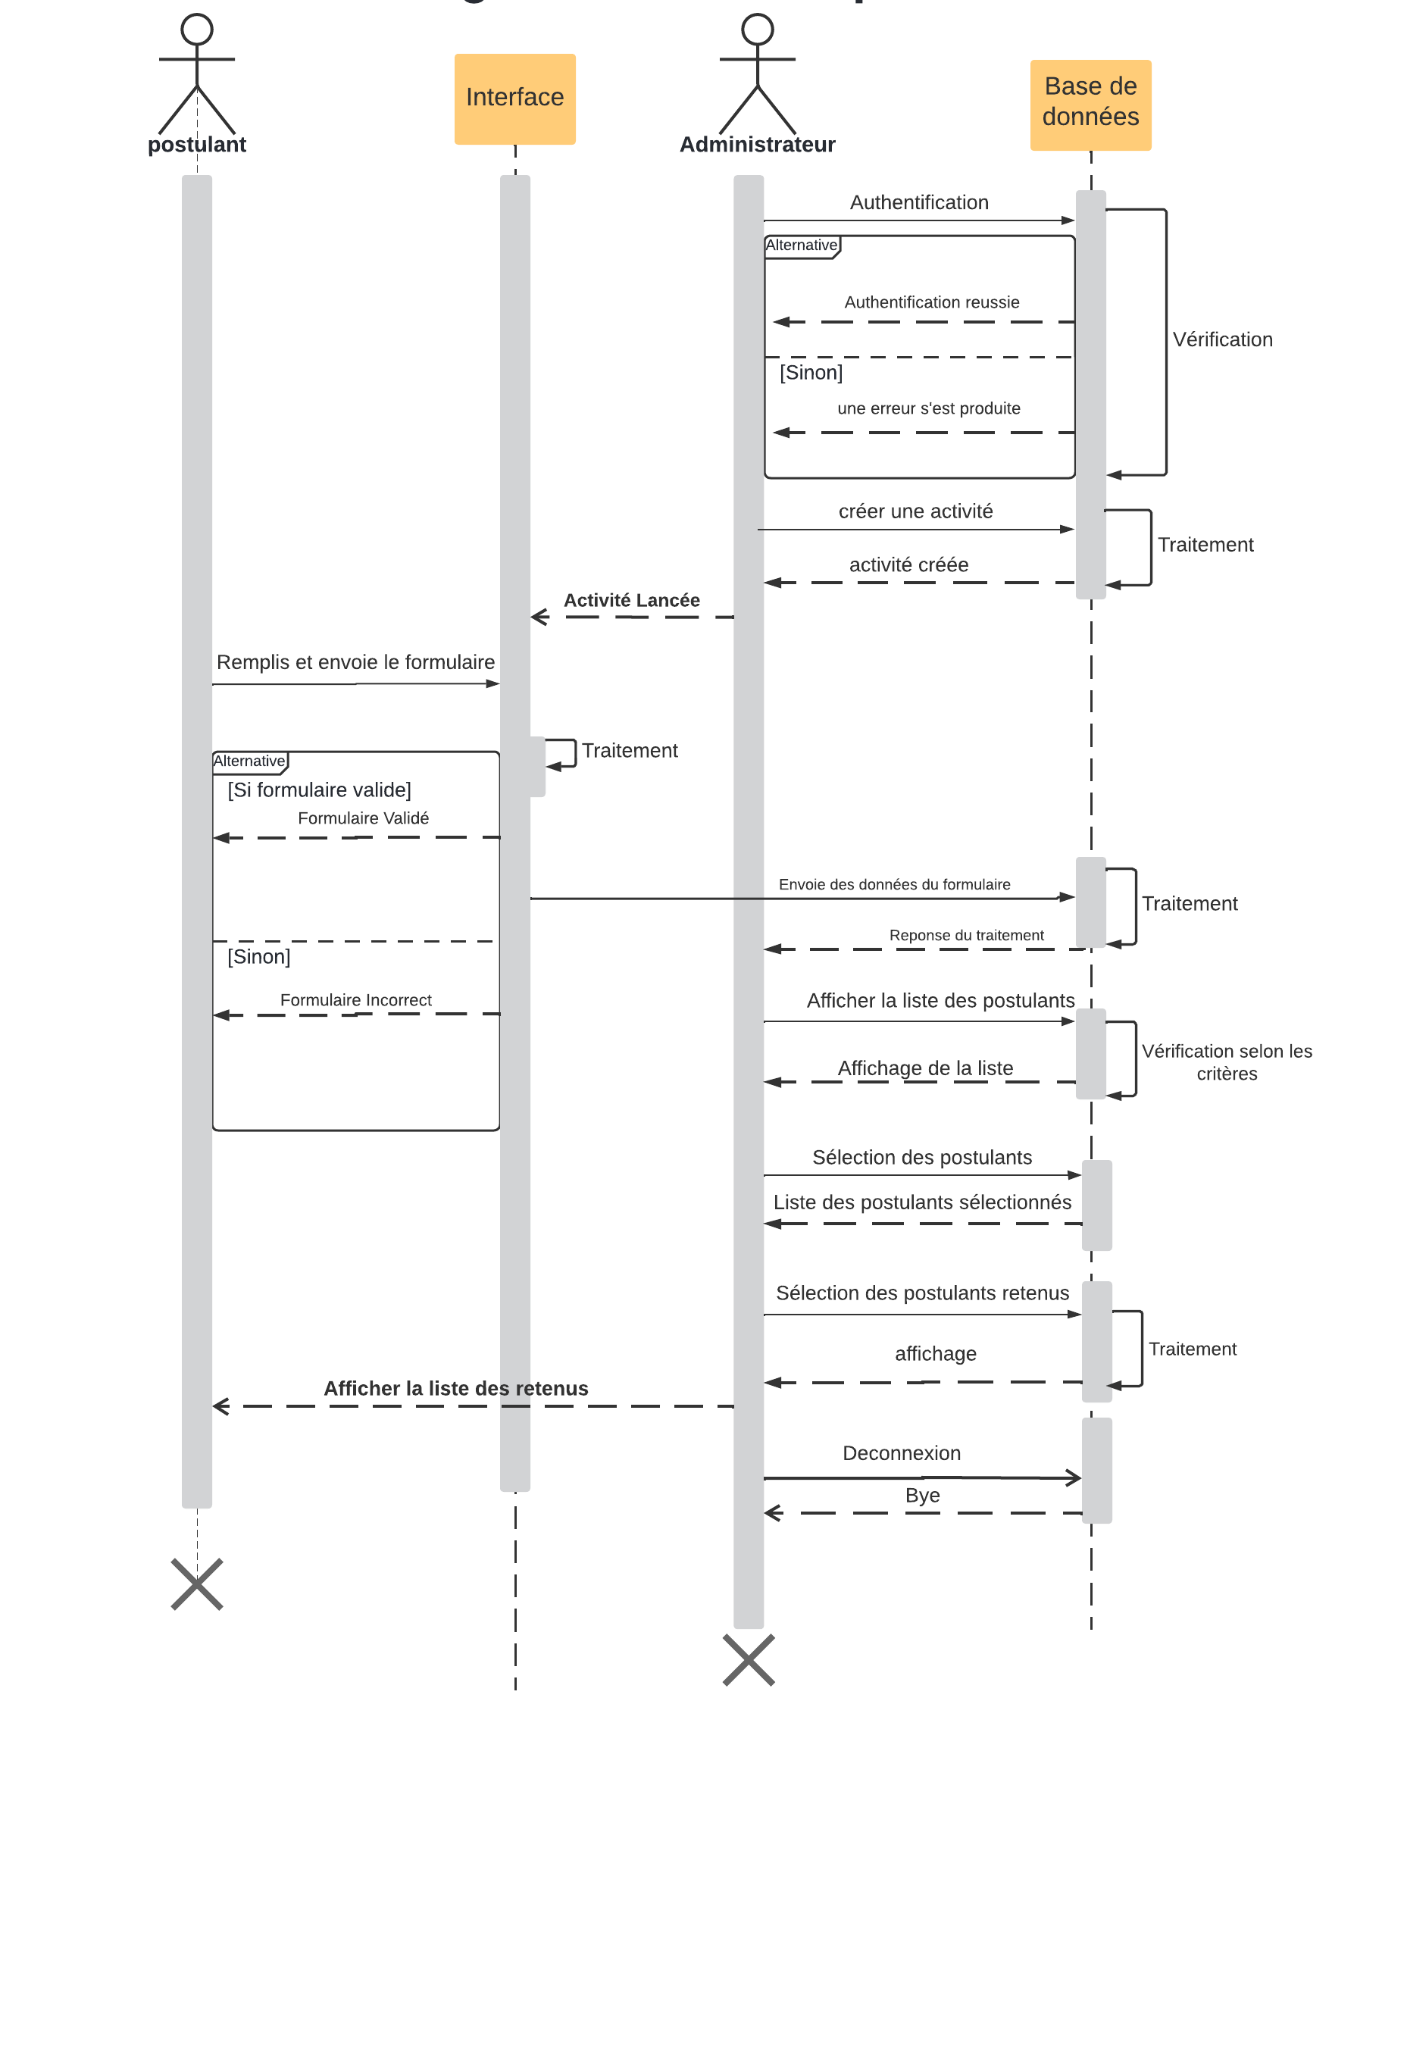 postulant
Interface
Administrateur
Base de
données
Authentification
Alternative
Authentification reussie
Vérification
[Sinon]
une erreur s'est produite
créer une activité
Traitement
activité créée
Activité Lancée
Remplis et envoie le formulaire
Traitement
Alternative
[Si formulaire valide]
Formulaire Validé
Envoie des données du formulaire
Traitement
Reponse du traitement
[Sinon]
Formulaire Incorrect
Afficher la liste des postulants
Vérification selon les
critères
Affichage de la liste
Sélection des postulants
Liste des postulants sélectionnés
Sélection des postulants retenus
Traitement
affichage
Afficher la liste des retenus
Deconnexion
Bye